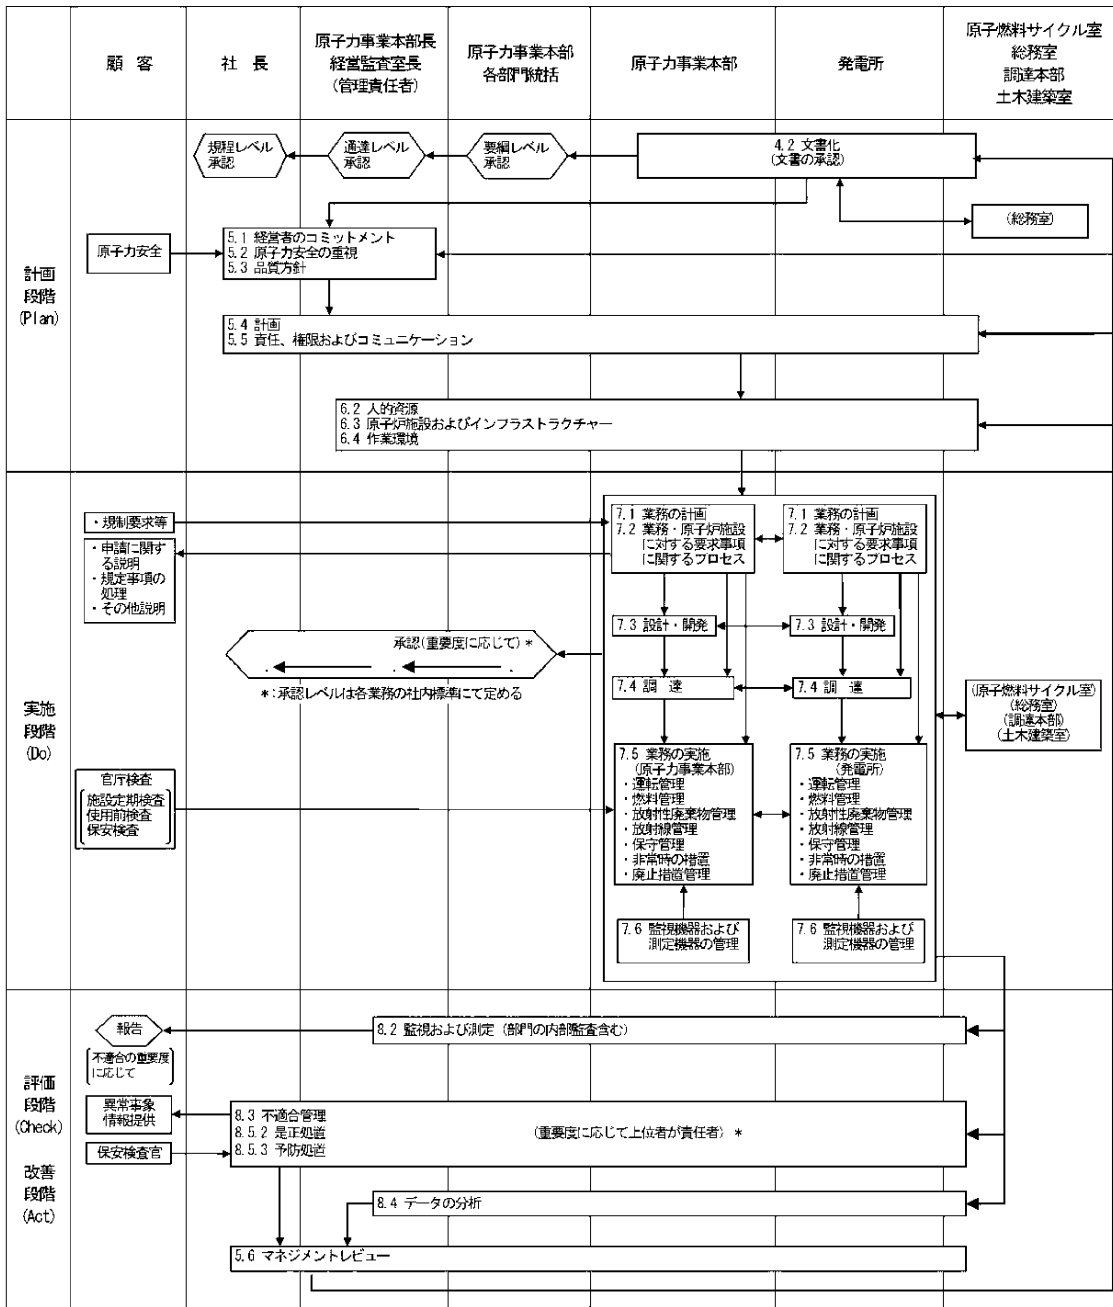 顧 客
社 長
原子力事業本部長
経営監査室長
(管理責任者)
原子力事業本部
各部門統括
原子力事業本部
発電所
原子燃料サイクル室
総務室
調達本部
土木建築室
計画
段階
(Plan)
規程レベル
承認
通達レベル
承認
要綱レベル
承認
4.2 文書化
(文書の承認)
(総務室)
原子力安全
5.1 経営者のコミットメント
5.2 原子力安全の重視
5.3 品質方針
5.4 計画
5.5 責任、権限およびコミュニケーション
6.2 人的資源
6.3 原子炉施設およびインフラストラクチャー
6.4 作業環境
実施
段階
(Do)
・規制要求等
・申請に関す
る説明
・規定事項の
処理
・その他説明
7.1 業務の計画
7.2 業務・原子炉施設
に対する要求事項
に関するプロセス
7.1 業務の計画
7.2 業務・原子炉施設
に対する要求事項
に関するプロセス
7.3 設計・開発
7.3 設計・開発
承認(重要度に応じて)*
*:承認レベルは各業務の社内標準にて定める
7.4 調 達
7.4 調 達
(原子燃料サイクル室)
(総務室)
(調達本部)
(土木建築室)
官庁検査
施設定期検査
使用前検査
保安検査
7.5 業務の実施
(原子力事業本部)
・運転管理
・燃料管理
・放射性廃棄物管理
・放射線管理
・保守管理
・非常時の措置
・廃止措置管理
7.5 業務の実施
(発電所)
・運転管理
・燃料管理
・放射性廃棄物管理
・放射線管理
・保守管理
・非常時の措置
・廃止措置管理
7.6 監視機器および
測定機器の管理
7.6 監視機器および
測定機器の管理
評価
段階
(Check)
改善
段階
(Act)
報告
不適合の重要度
に応じて
8.2 監視および測定(部門の内部監査含む)
異常事象
情報提供
保安検査官
8.3 不適合管理
8.5.2 是正処置
8.5.3 予防処置
(重要度に応じて上位者が責任者) *
8.4 データの分析
5.6 マネジメントレビュー